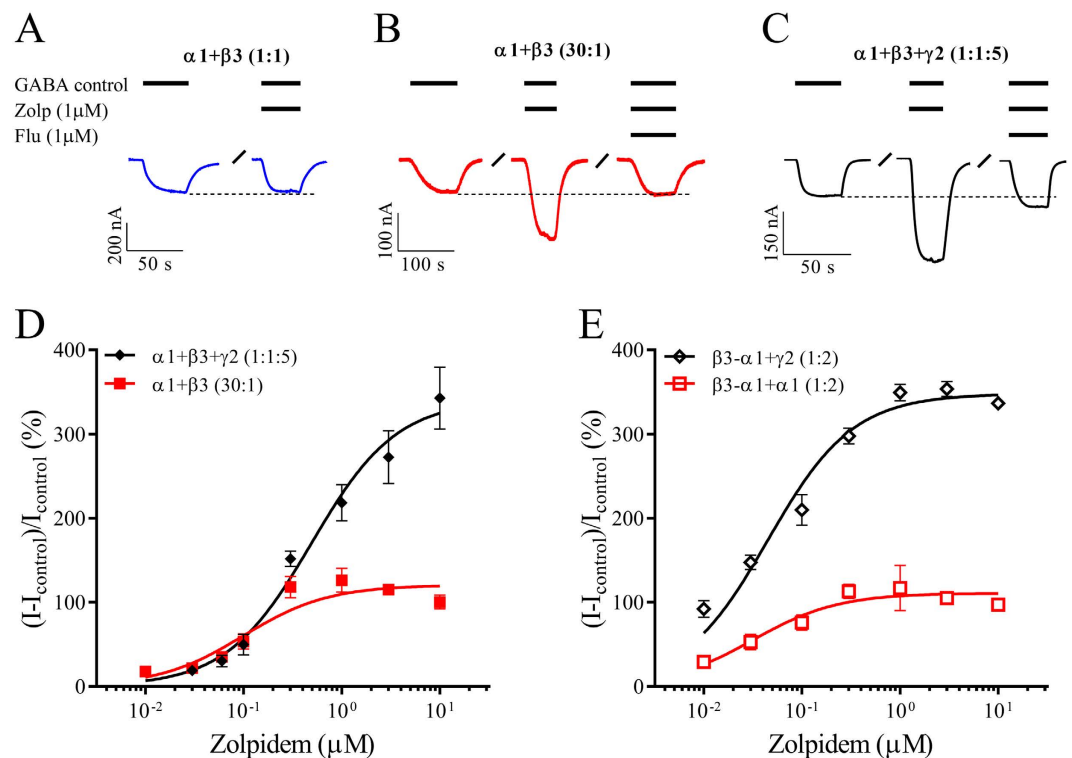 A
α1+β3 (1:1)
B
α1+β3 (30:1)
C
α1+β3+γ2 (1:1:5)
GABA control
Zolp (1μM)
Flu (1μM)
200 nA
50 s
100 nA
100 s
150 nA
50 s
D
α1+β3+γ2 (1:1:5)
α1+β3 (30:1)
(I-Icontrol)/Icontrol (%)
400
300
200
100
0
10⁻² 10⁻¹ 10⁰ 10¹
Zolpidem (μM)
E
β3-α1+γ2 (1:2)
β3-α1+α1 (1:2)
(I-Icontrol)/Icontrol (%)
400
300
200
100
0
10⁻² 10⁻¹ 10⁰ 10¹
Zolpidem (μM)